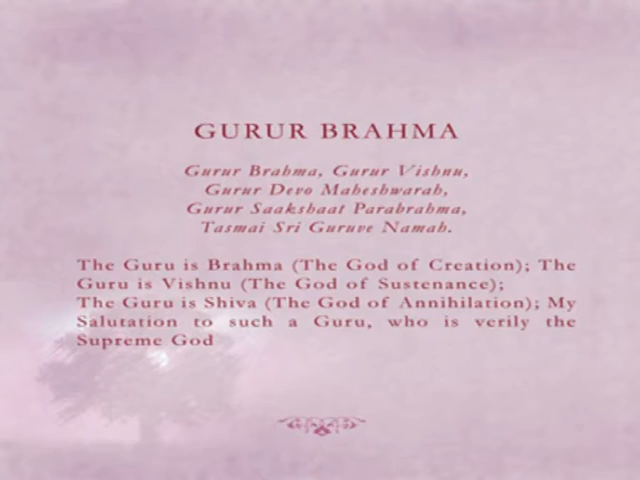 GURUR BRAHMA
Gurur Brahma, Gurur Vishnu,
Gurur Devo Maheshwarah,
Gurur Saakshaat Parabrahma,
Tasmai Sri Guruve Namah.
The Guru is Brahma (The God of Creation); The
Guru is Vishnu (The God of Sustenance);
The Guru is Shiva (The God of Annihilation); My
Salutation to such a Guru, who is verily the
Supreme God